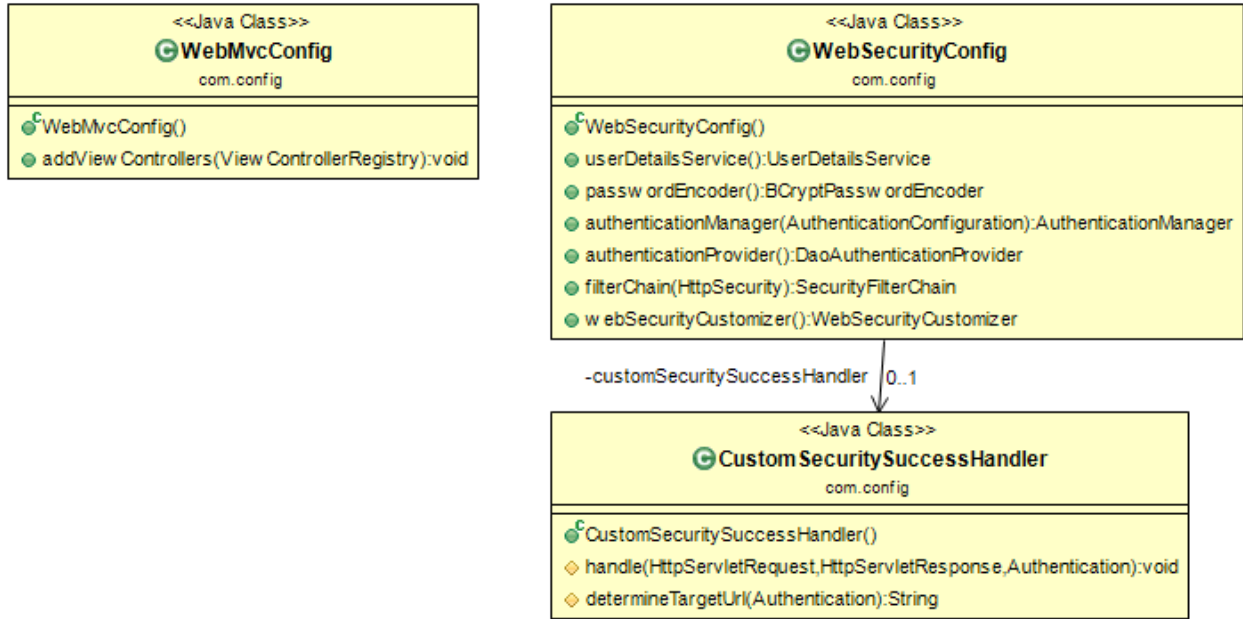 <<Java Class>>
WebMvcConfig
com.config
WebMvcConfig()
addViewControllers(ViewControllerRegistry):void
<<Java Class>>
WebSecurityConfig
com.config
WebSecurityConfig()
userDetailsService():UserDetailsService
passwordEncoder():BCryptPasswordEncoder
authenticationManager(AuthenticationConfiguration):AuthenticationManager
authenticationProvider():DaoAuthenticationProvider
filterChain(HttpSecurity):SecurityFilterChain
webSecurityCustomizer():WebSecurityCustomizer
-customSecuritySuccessHandler 0..1
<<Java Class>>
CustomSecuritySuccessHandler
com.config
CustomSecuritySuccessHandler()
handle(HttpServletRequest,HttpServletResponse,Authentication):void
determineTargetUrl(Authentication):String